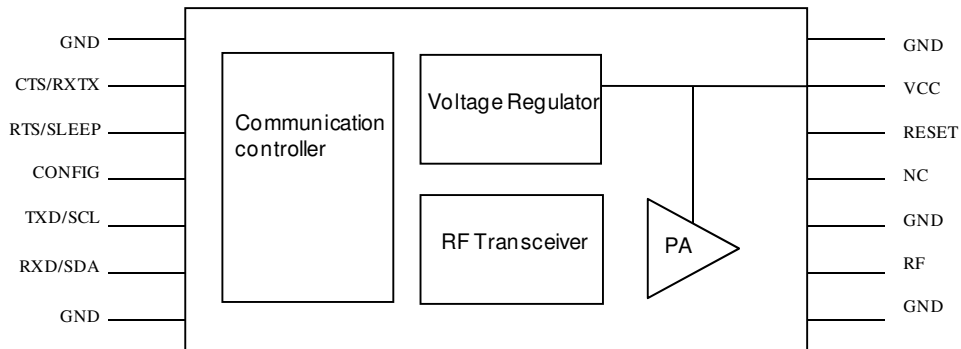 GND
CTS/RXTX
RTS/SLEEP
CONFIG
TXD/SCL
RXD/SDA
GND
Communication
controller
Voltage Regulator
RF Transceiver
PA
GND
VCC
RESET
NC
GND
RF
GND